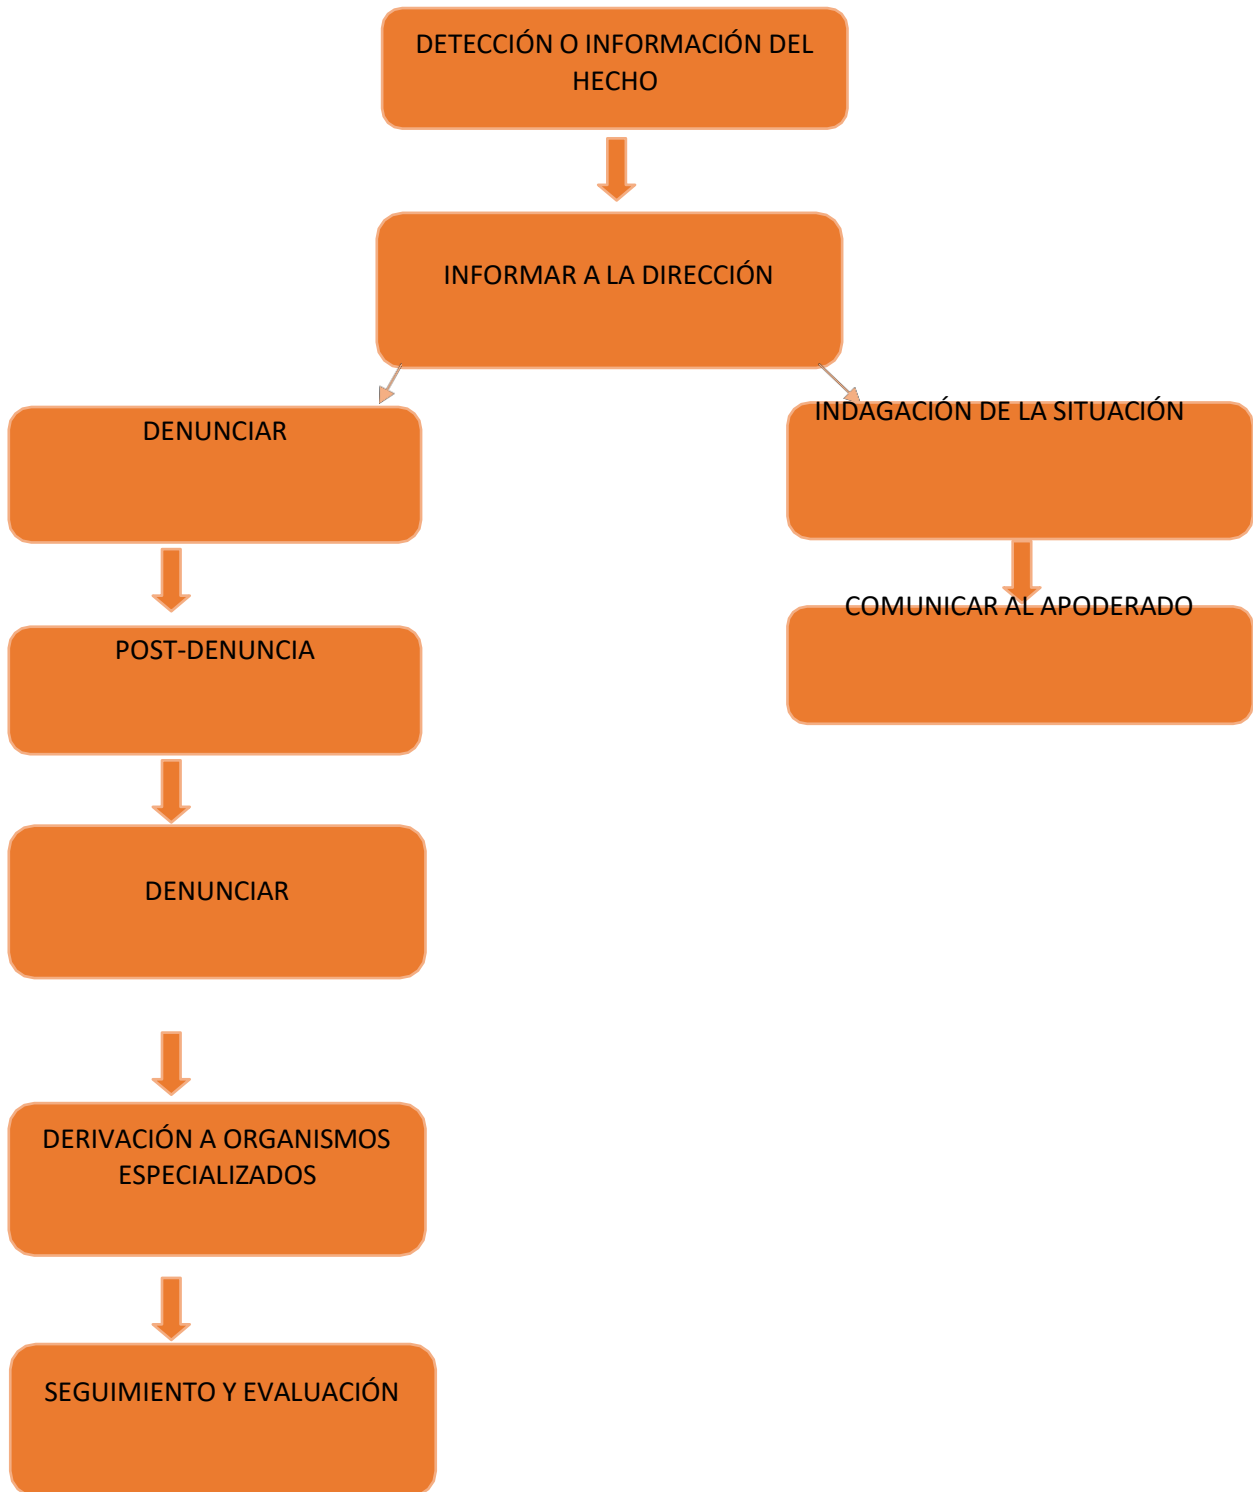 DETECCIÓN O INFORMACIÓN DEL
HECHO
INFORMAR A LA DIRECCIÓN
DENUNCIAR
INDAGACIÓN DE LA SITUACIÓN
POST-DENUNCIA
COMUNICAR AL APODERADO
DENUNCIAR
DERIVACIÓN A ORGANISMOS
ESPECIALIZADOS
SEGUIMIENTO Y EVALUACIÓN